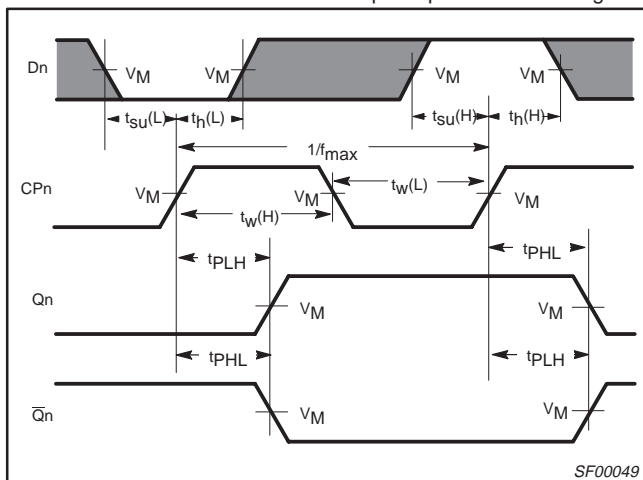 Dn
VM VM VM VM
tsu(L) th(L) tsu(H) th(H)
1/fmax
CPn
VM VM tw(L) VM
tw(H)
tPLH tPHL
Qn
VM VM
tPHL tPLH
Q̅n
VM VM
SF00049